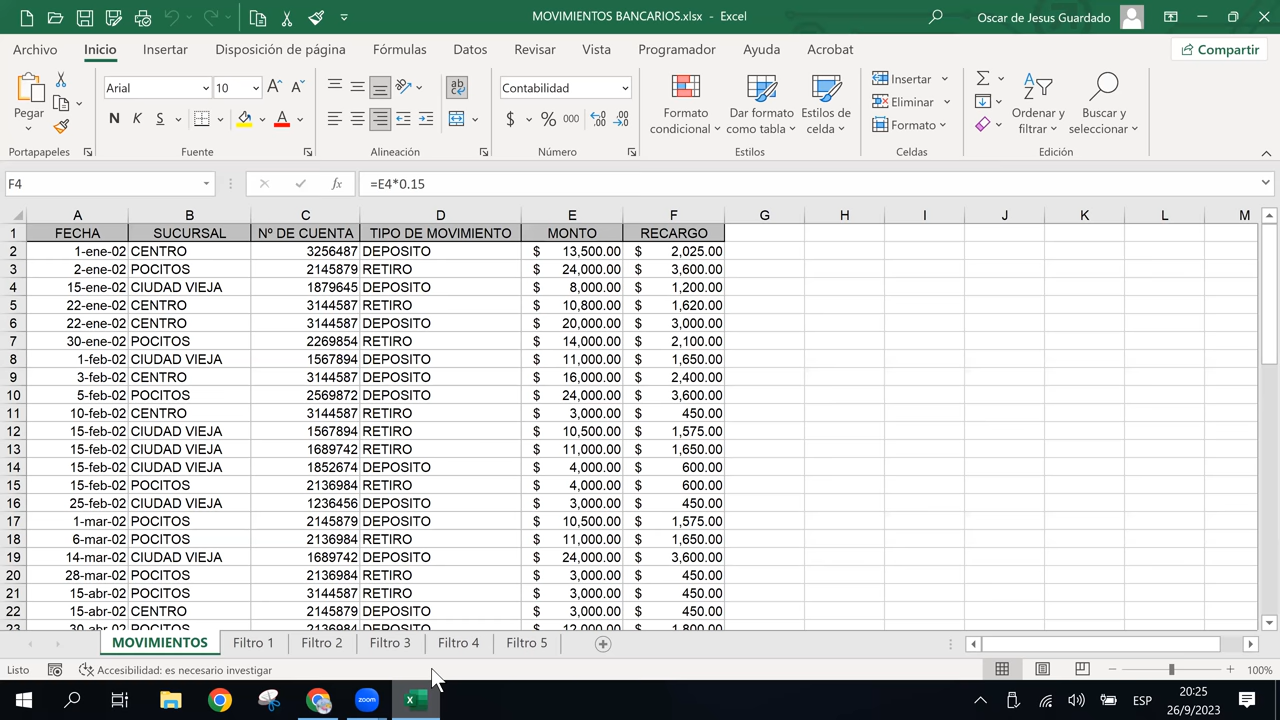 MOVIMIENTOS BANCARIOS.xlsx - Excel
Oscar de Jesus Guardado
Archivo Inicio Insertar Disposición de página Fórmulas Datos Revisar Vista Programador Ayuda Acrobat Compartir
Pegar
Portapapeles
Arial 10
N K S
Fuente
ab
Alineación
Contabilidad
$ % 000
Número
Formato condicional
Dar formato como tabla
Estilos de celda
Estilos
Insertar
Eliminar
Formato
Celdas
Ordenar y filtrar
Buscar y seleccionar
Edición
F4 fx =E4*0.15
A B C D E F G H I J K L M
1 FECHA SUCURSAL Nº DE CUENTA TIPO DE MOVIMIENTO MONTO RECARGO
2 1-ene-02 CENTRO 3256487 DEPOSITO $ 13,500.00 $ 2,025.00
3 2-ene-02 POCITOS 2145879 RETIRO $ 24,000.00 $ 3,600.00
4 15-ene-02 CIUDAD VIEJA 1879645 DEPOSITO $ 8,000.00 $ 1,200.00
5 22-ene-02 CENTRO 3144587 RETIRO $ 10,800.00 $ 1,620.00
6 22-ene-02 CENTRO 3144587 DEPOSITO $ 20,000.00 $ 3,000.00
7 30-ene-02 POCITOS 2269854 RETIRO $ 14,000.00 $ 2,100.00
8 1-feb-02 CIUDAD VIEJA 1567894 DEPOSITO $ 11,000.00 $ 1,650.00
9 3-feb-02 CENTRO 3144587 DEPOSITO $ 16,000.00 $ 2,400.00
10 5-feb-02 POCITOS 2569872 DEPOSITO $ 24,000.00 $ 3,600.00
11 10-feb-02 CENTRO 3144587 RETIRO $ 3,000.00 $ 450.00
12 15-feb-02 CIUDAD VIEJA 1567894 RETIRO $ 10,500.00 $ 1,575.00
13 15-feb-02 CIUDAD VIEJA 1689742 RETIRO $ 11,000.00 $ 1,650.00
14 15-feb-02 CIUDAD VIEJA 1852674 DEPOSITO $ 4,000.00 $ 600.00
15 15-feb-02 POCITOS 2136984 RETIRO $ 4,000.00 $ 600.00
16 25-feb-02 CIUDAD VIEJA 1236456 DEPOSITO $ 3,000.00 $ 450.00
17 1-mar-02 POCITOS 2145879 DEPOSITO $ 10,500.00 $ 1,575.00
18 6-mar-02 POCITOS 2136984 RETIRO $ 11,000.00 $ 1,650.00
19 14-mar-02 CIUDAD VIEJA 1689742 DEPOSITO $ 24,000.00 $ 3,600.00
20 28-mar-02 POCITOS 2136984 RETIRO $ 3,000.00 $ 450.00
21 15-abr-02 POCITOS 3144587 RETIRO $ 3,000.00 $ 450.00
22 15-abr-02 CENTRO 2145879 DEPOSITO $ 3,000.00 $ 450.00
23 30-abr-02 POCITOS 2136984 DEPOSITO $ 12,000.00 $ 1,800.00
MOVIMIENTOS Filtro 1 Filtro 2 Filtro 3 Filtro 4 Filtro 5
Listo Accesibilidad: es necesario investigar 100%
zoom
ESP
20:25
26/9/2023